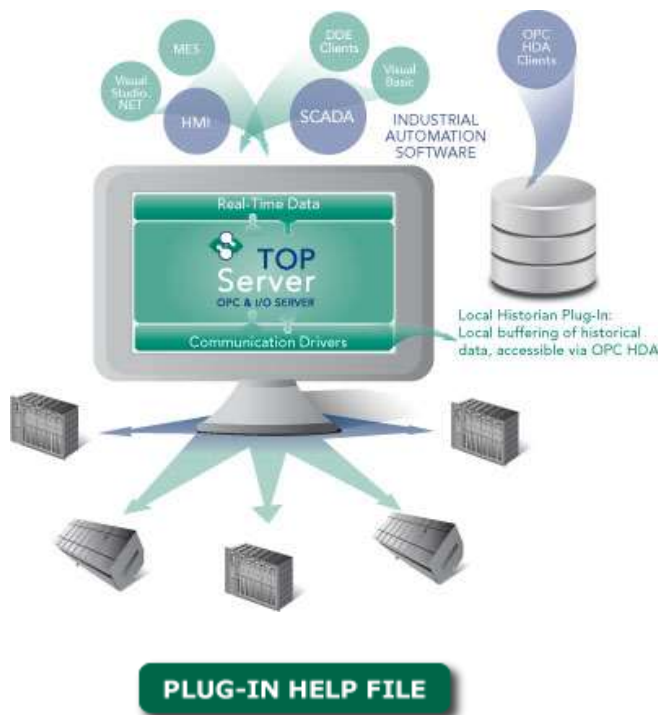 MES
DDE
Clients
OPC
HDA
Clients
Visual
Studio.
NET
Visual
Basic
HMI
SCADA
INDUSTRIAL
AUTOMATION
SOFTWARE
Real-Time Data
TOP
Server
OPC & I/O SERVER
Communication Drivers
Local Historian Plug-In:
Local buffering of historical
data, accessible via OPC HDA
PLUG-IN HELP FILE